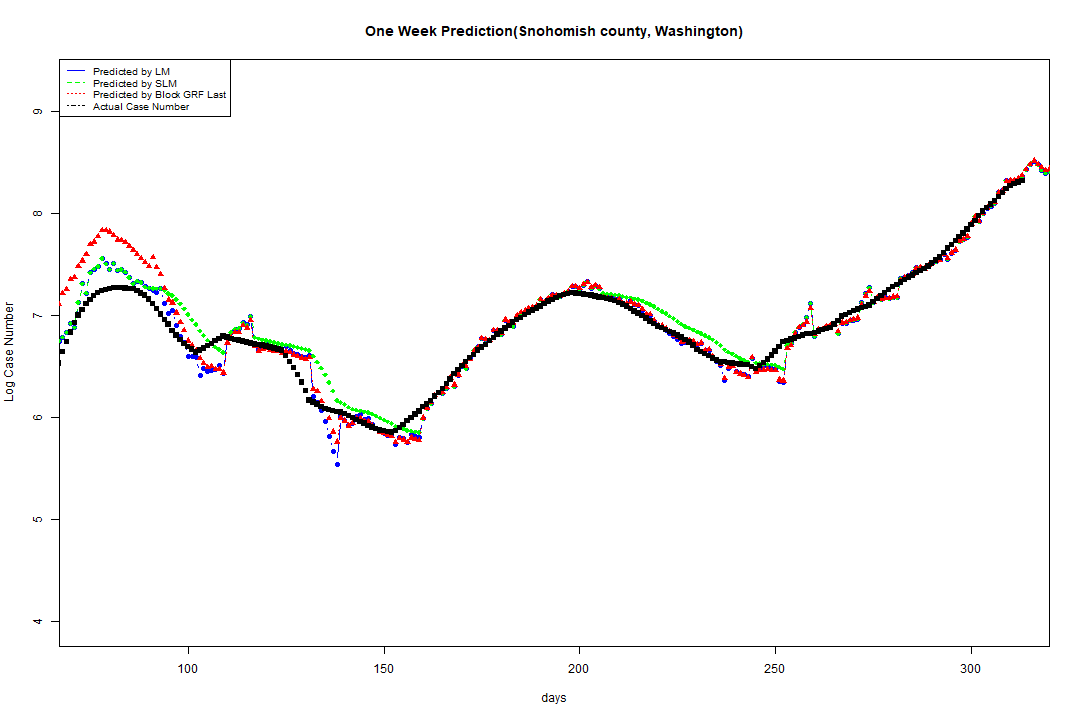 One Week Prediction(Snohomish county, Washington)
Predicted by LM
Predicted by SLM
Predicted by Block GRF Last
Actual Case Number
9
8
7
6
5
4
Log Case Number
100 150 200 250 300
days